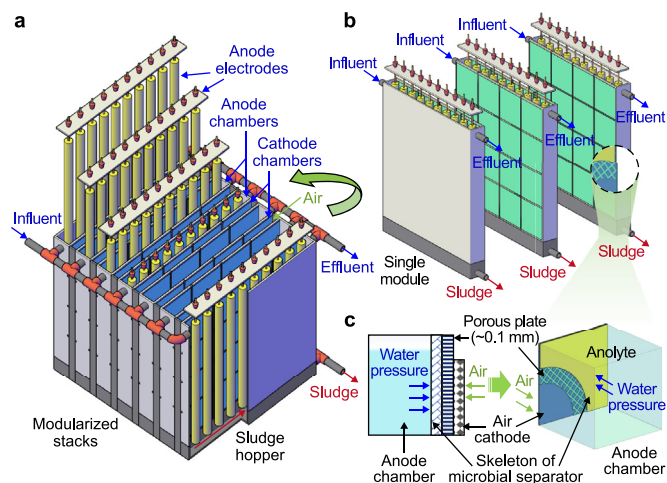 a
Anode
electrodes
Anode
chambers
Cathode
chambers
Air
Influent
Effluent
Sludge
Modularized
stacks
Sludge
hopper
b
Influent
Influent
Influent
Effluent
Effluent
Effluent
Single
module
Sludge
Sludge
Sludge
c
Porous plate
(~0.1 mm)
Water
pressure
Air
Air
Anolyte
Water
pressure
Air
cathode
Anode
chamber
Skeleton of
microbial separator
Anode
chamber